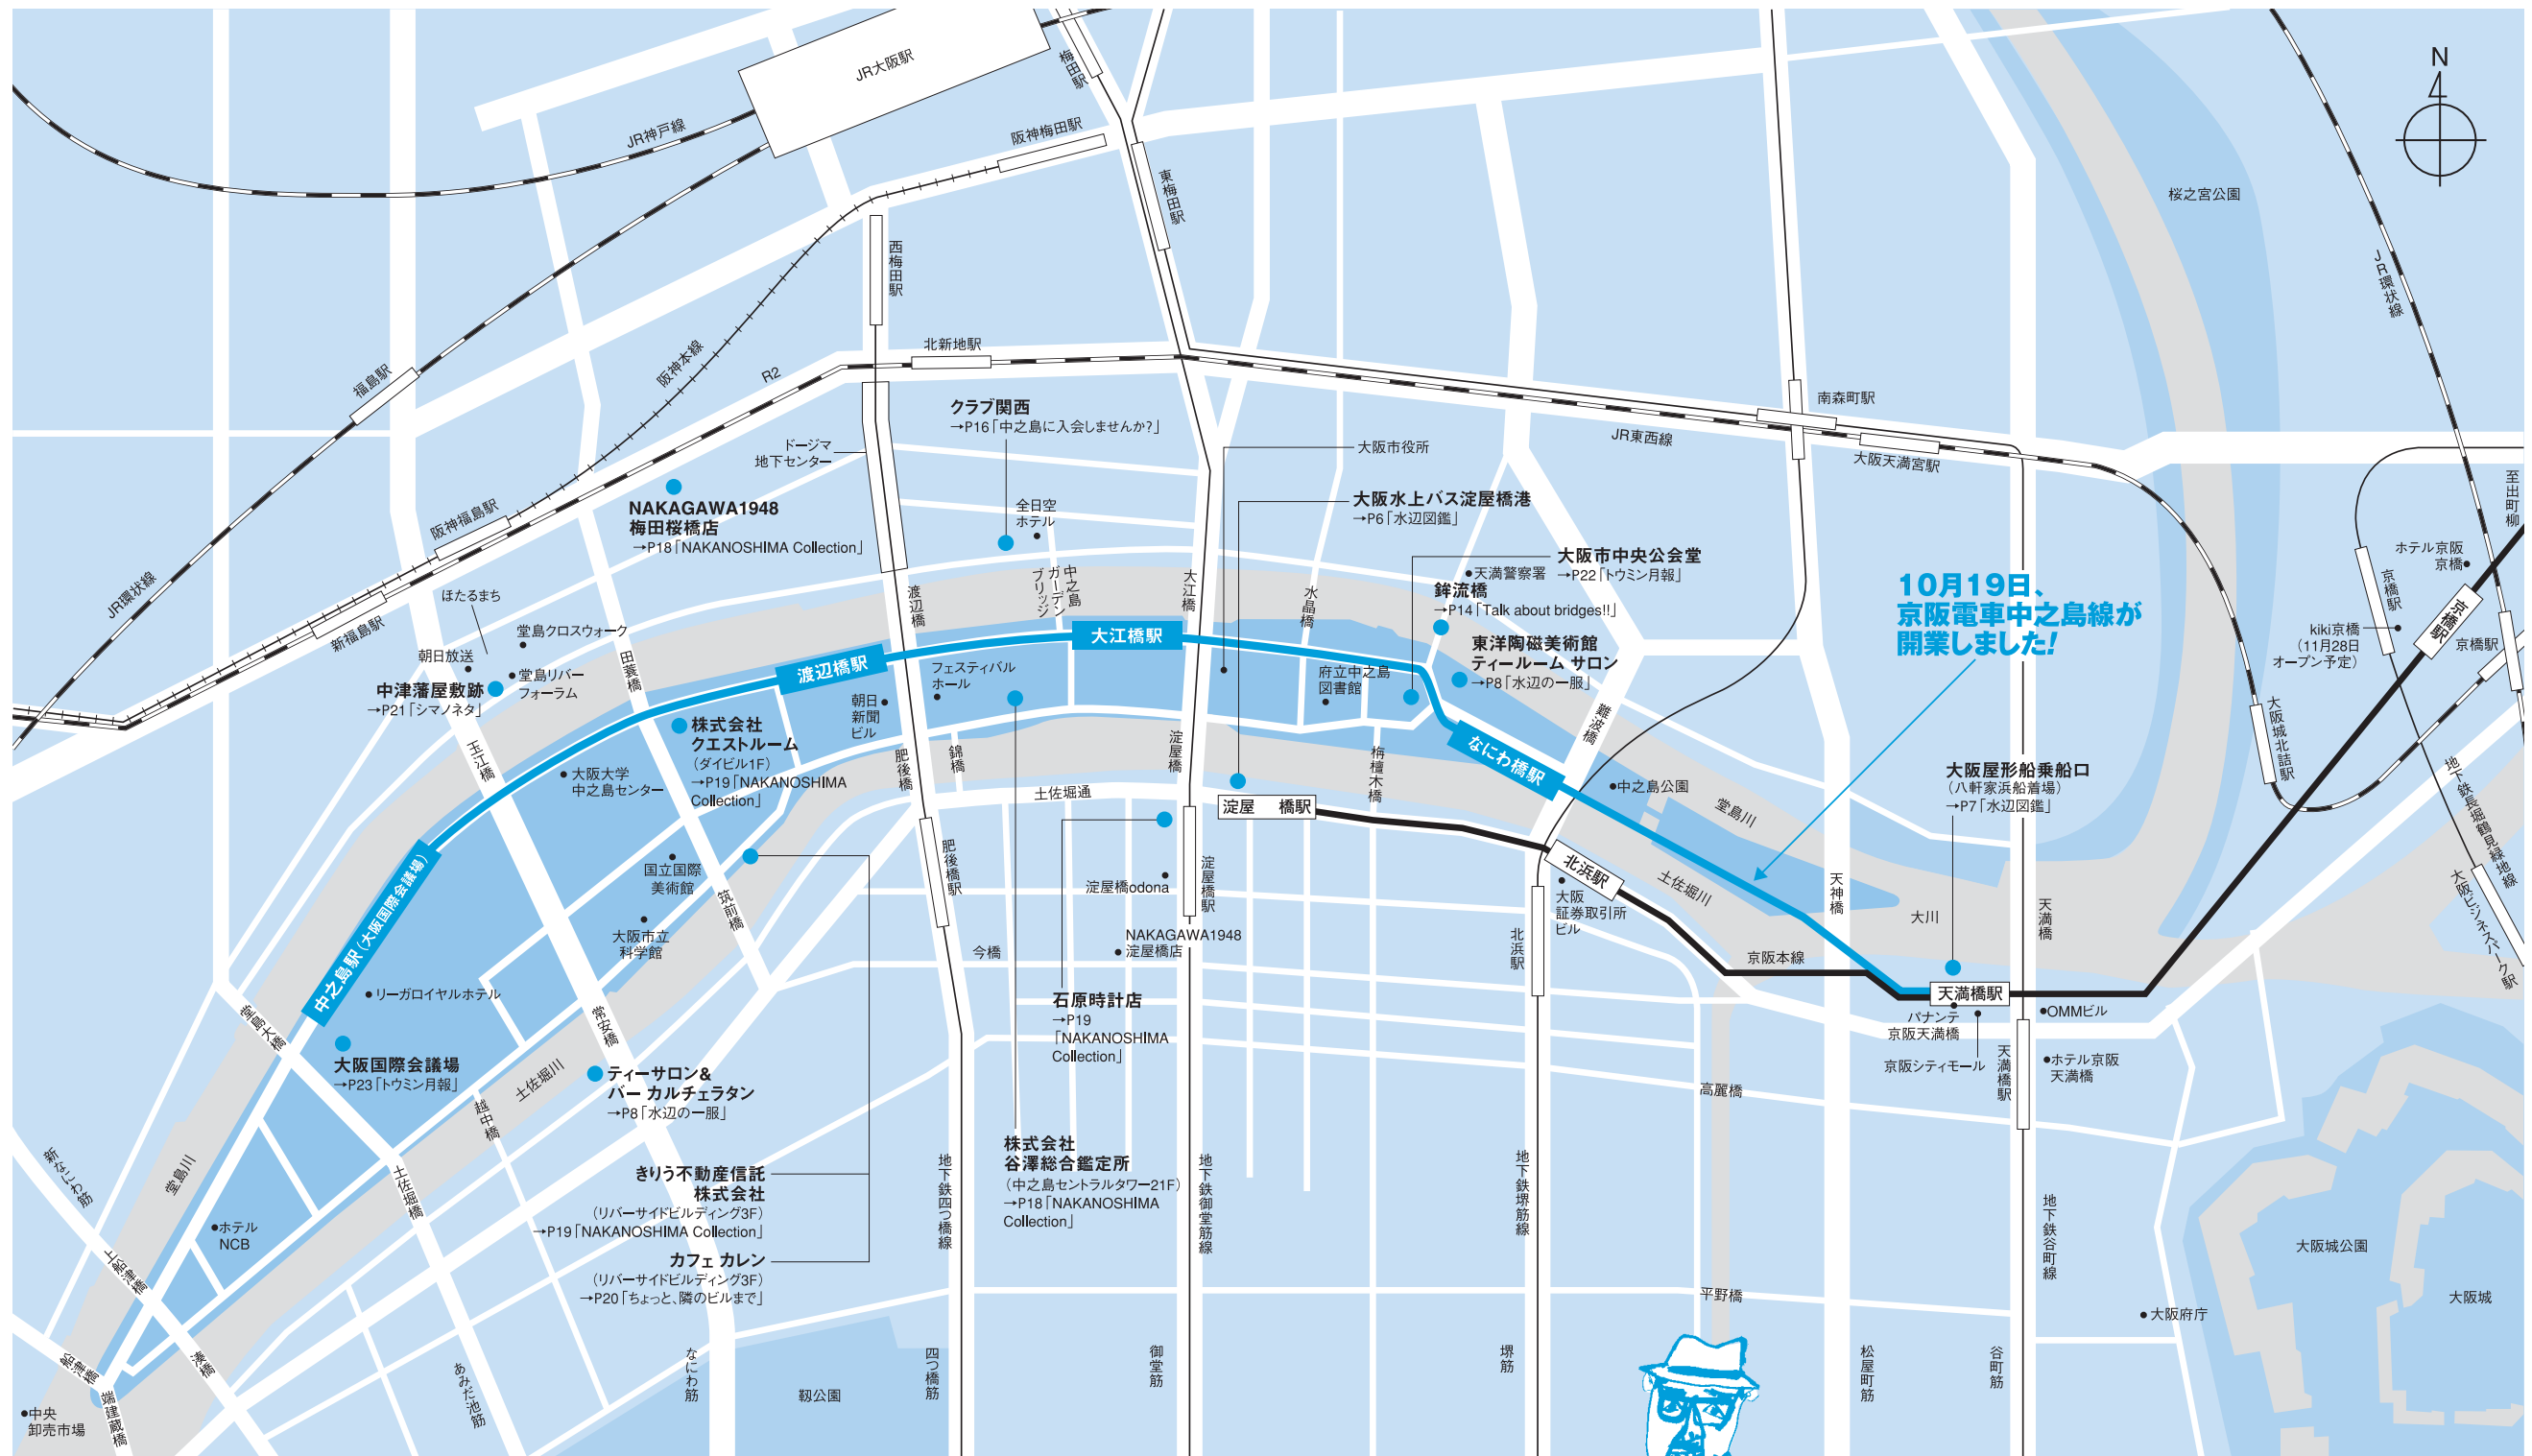 JR大阪駅
梅田駅
N
JR神戸線
阪神梅田駅
東梅田駅
桜之宮公園
西梅田駅
JR環状線
北新地駅
阪神本線
R2
福島駅
南森町駅
JR東西線
大阪天満宮駅
クラブ関西
→P16「中之島に入会しませんか?」
ドージマ
地下センター
大阪市役所
NAKAGAWA1948
梅田桜橋店
→P18「NAKANOSHIMA Collection」
阪神福島駅
全日空
ホテル
大阪水上バス淀屋橋港
→P6「水辺図鑑」
至出町柳
大阪市中央公会堂
→P22「トウミン月報」
天満警察署
鉾流橋
→P14「Talk about bridges!!」
ホテル京阪
京橋
京橋駅
京橋駅
京橋駅
kiki京橋
(11月28日
オープン予定)
10月19日、
京阪電車中之島線が
開業しました!
JR環状線
新福島駅
ほたるまち
堂島クロスウォーク
朝日放送
堂島リバー
フォーラム
中津藩屋敷跡
→P21「シマノネタ」
田蓑橋
渡辺橋
中之島
ガーデン
ブリッジ
大江橋
水晶橋
大江橋駅
渡辺橋駅
東洋陶磁美術館
ティールーム サロン
→P8「水辺の一服」
フェスティバル
ホール
朝日
新聞
ビル
府立中之島
図書館
難波橋
なにわ橋駅
大阪城北詰駅
株式会社
クエストルーム
(ダイビル1F)
→P19「NAKANOSHIMA
Collection」
玉江橋
大阪大学
中之島センター
肥後橋
錦橋
淀屋橋
栴檀木橋
土佐堀通
淀屋 橋駅
中之島公園
堂島川
大阪屋形船乗船口
(八軒家浜船着場)
→P7「水辺図鑑」
地下鉄長堀鶴見緑地線
大阪ビジネスパーク駅
中之島駅(大阪国際会議場)
国立国際
美術館
大阪市立
科学館
筑前橋
肥後橋駅
淀屋橋odona
淀屋橋駅
北浜駅
土佐堀川
大阪
証券取引所
ビル
天神橋
大川
天満橋
NAKAGAWA1948
淀屋橋店
今橋
北浜駅
京阪本線
天満橋駅
リーガロイヤルホテル
堂島大橋
常安橋
石原時計店
→P19
「NAKANOSHIMA
Collection」
パナンテ
京阪天満橋
OMMビル
京阪シティモール
天満橋駅
ホテル京阪
天満橋
大阪国際会議場
→P23「トウミン月報」
土佐堀川
越中橋
ティーサロン&
バー カルチェラタン
→P8「水辺の一服」
高麗橋
株式会社
谷澤総合鑑定所
(中之島セントラルタワー21F)
→P18「NAKANOSHIMA
Collection」
きりう不動産信託
株式会社
(リバーサイドビルディング3F)
→P19「NAKANOSHIMA Collection」
カフェ カレン
(リバーサイドビルディング3F)
→P20「ちょっと、隣のビルまで」
新なにわ筋
堂島川
土佐堀橋
地下鉄四つ橋線
地下鉄御堂筋線
地下鉄堺筋線
地下鉄谷町線
ホテル
NCB
上船津橋
大阪城公園
大阪城
平野橋
大阪府庁
船津橋
湊橋
端建蔵橋
中央
卸売市場
あみだ池筋
なにわ筋
靱公園
四つ橋筋
御堂筋
堺筋
松屋町筋
谷町筋